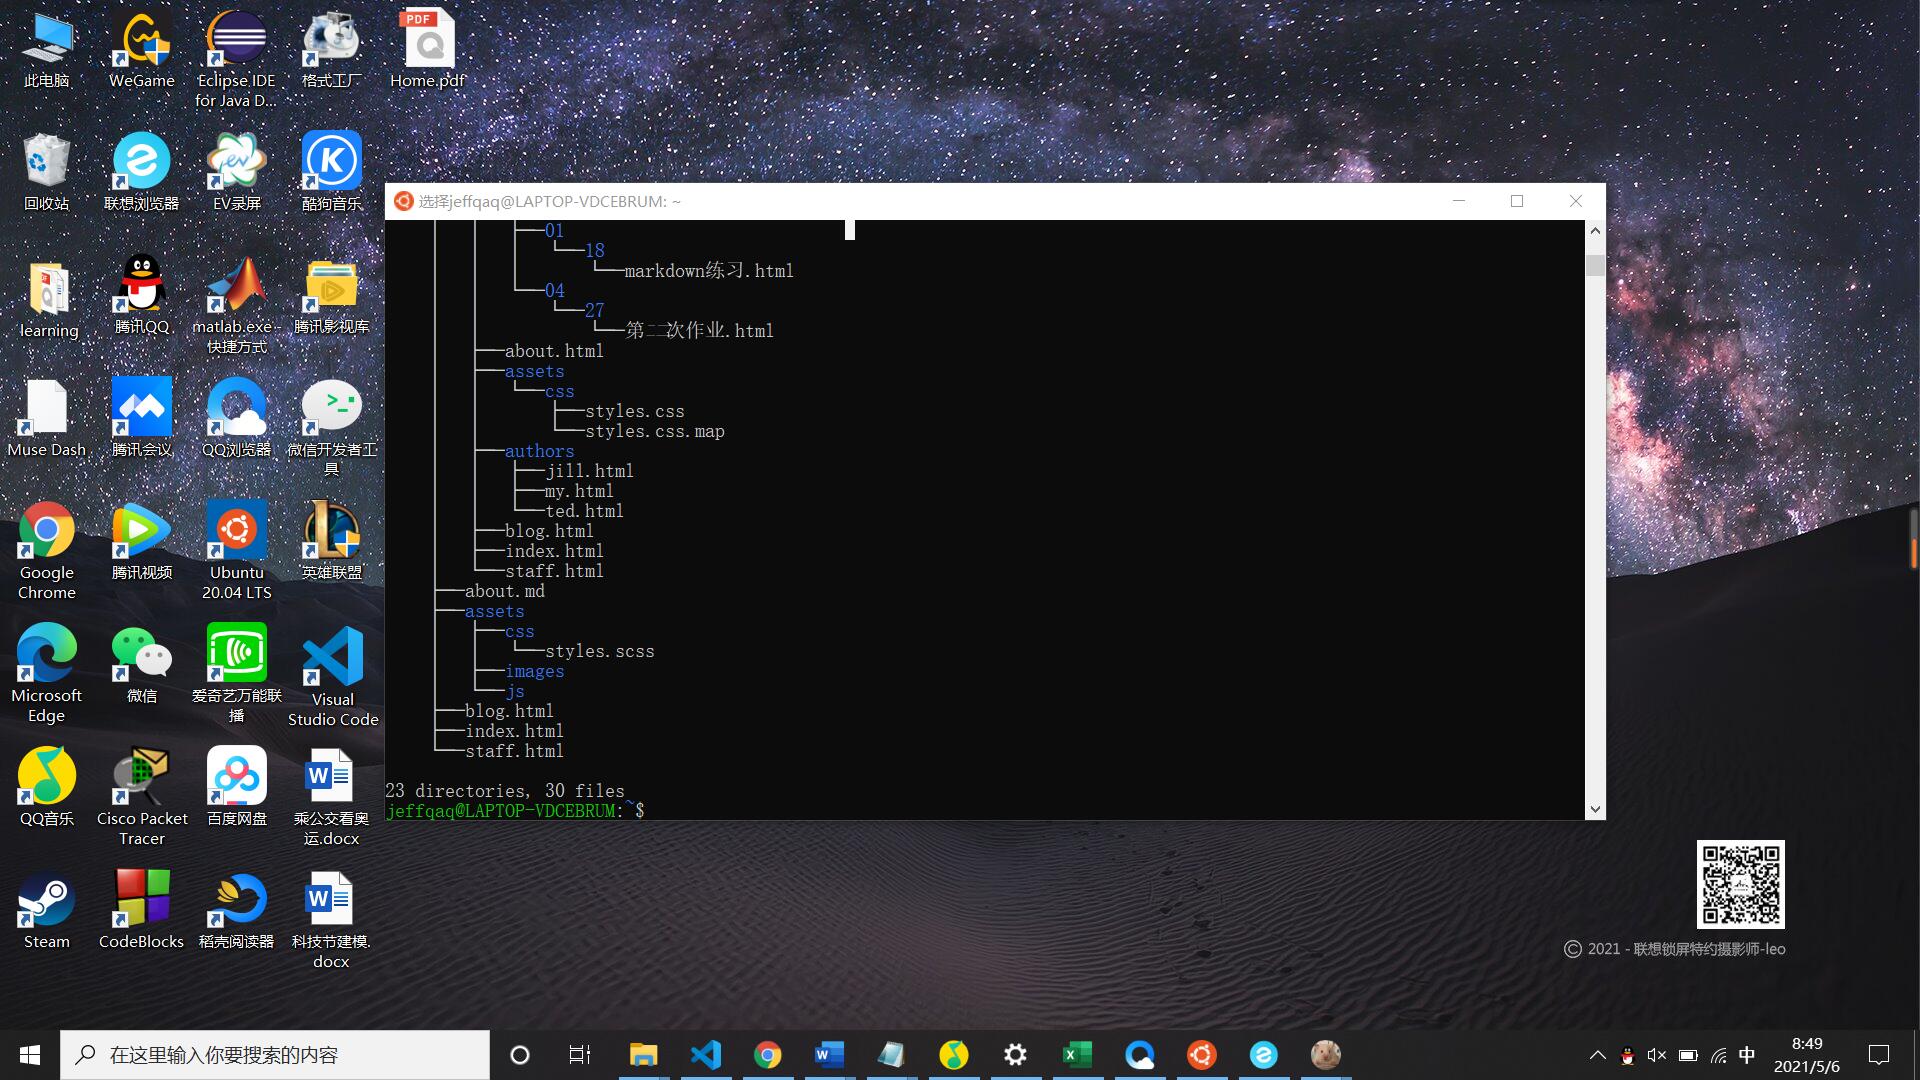 此电脑
WeGame
Eclipse IDE
for Java D...
格式工厂
PDF
Home.pdf
回收站
联想浏览器
EV录屏
酷狗音乐
learning
腾讯QQ
matlab.exe -
快捷方式
腾讯影视库
Muse Dash
腾讯会议
QQ浏览器
微信开发者工
具
Google
Chrome
腾讯视频
Ubuntu
20.04 LTS
英雄联盟
Microsoft
Edge
微信
爱奇艺万能联
播
Visual
Studio Code
QQ音乐
Cisco Packet
Tracer
百度网盘
乘公交看奥
运.docx
Steam
CodeBlocks
稻壳阅读器
科技节建模.
docx
选择jeffqaq@LAPTOP-VDCEBRUM: ~
│   │   ├──01
│   │   │   └──18
│   │   │       └──markdown练习.html
│   │   └──04
│   │       └──27
│   │           └──第二次作业.html
│   ├──about.html
│   ├──assets
│   │   └──css
│   │       ├──styles.css
│   │       └──styles.css.map
│   ├──authors
│   │   ├──jill.html
│   │   ├──my.html
│   │   └──ted.html
│   ├──blog.html
│   ├──index.html
│   └──staff.html
├──about.md
├──assets
│   ├──css
│   │   └──styles.scss
│   ├──images
│   └──js
├──blog.html
├──index.html
└──staff.html
23 directories, 30 files
jeffqaq@LAPTOP-VDCEBRUM:~$
© 2021 - 联想锁屏特约摄影师-leo
在这里输入你要搜索的内容
中
8:49
2021/5/6